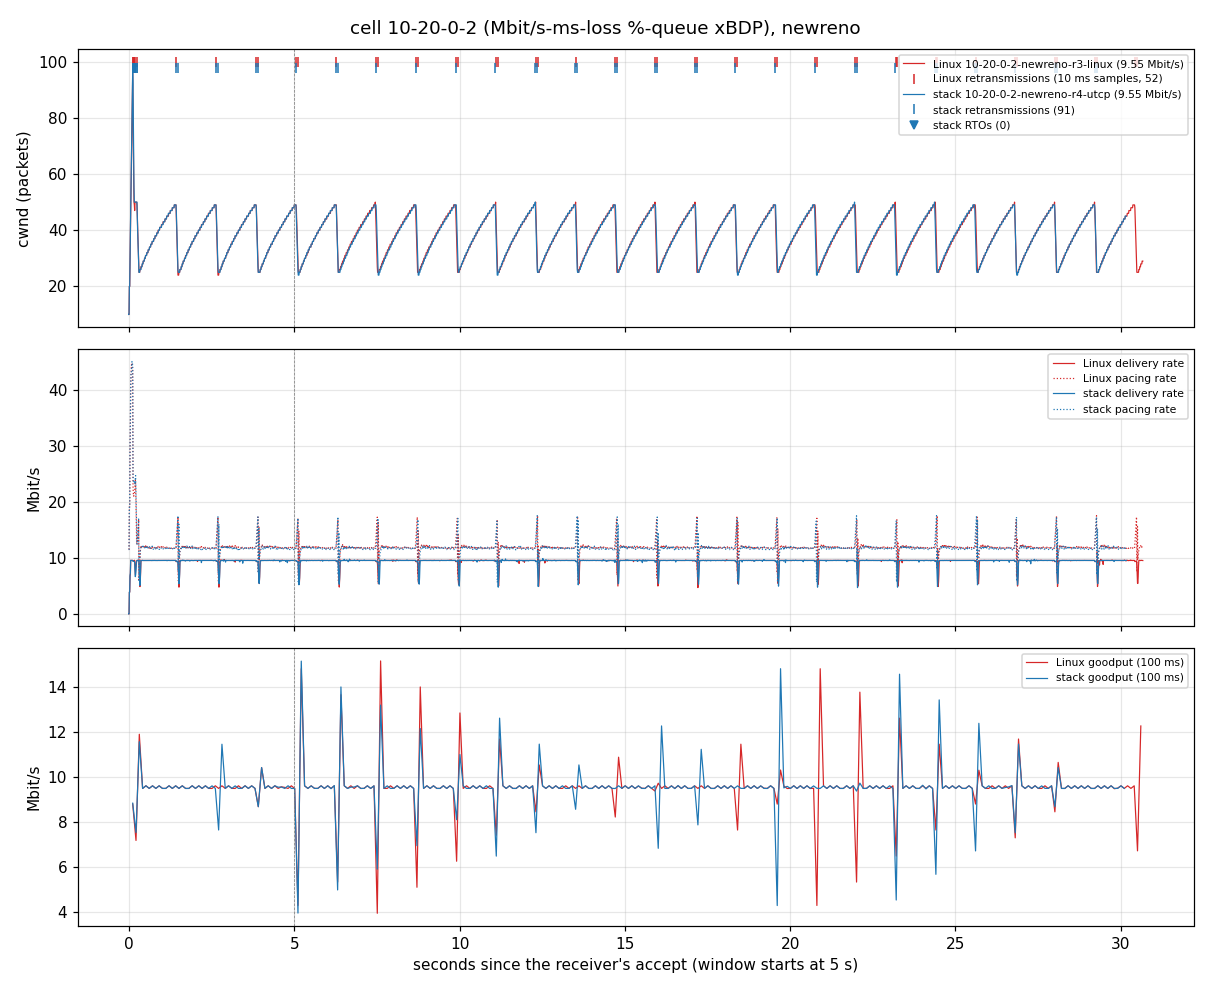 cell 10-20-0-2 (Mbit/s-ms-loss %-queue xBDP), newreno
100
80
60
40
20
cwnd (packets)
Linux 10-20-0-2-newreno-r3-linux (9.55 Mbit/s)
Linux retransmissions (10 ms samples, 52)
stack 10-20-0-2-newreno-r4-utcp (9.55 Mbit/s)
stack retransmissions (91)
stack RTOs (0)
40
30
20
10
0
Mbit/s
Linux delivery rate
Linux pacing rate
stack delivery rate
stack pacing rate
14
12
10
8
6
4
Mbit/s
Linux goodput (100 ms)
stack goodput (100 ms)
0 5 10 15 20 25 30
seconds since the receiver's accept (window starts at 5 s)